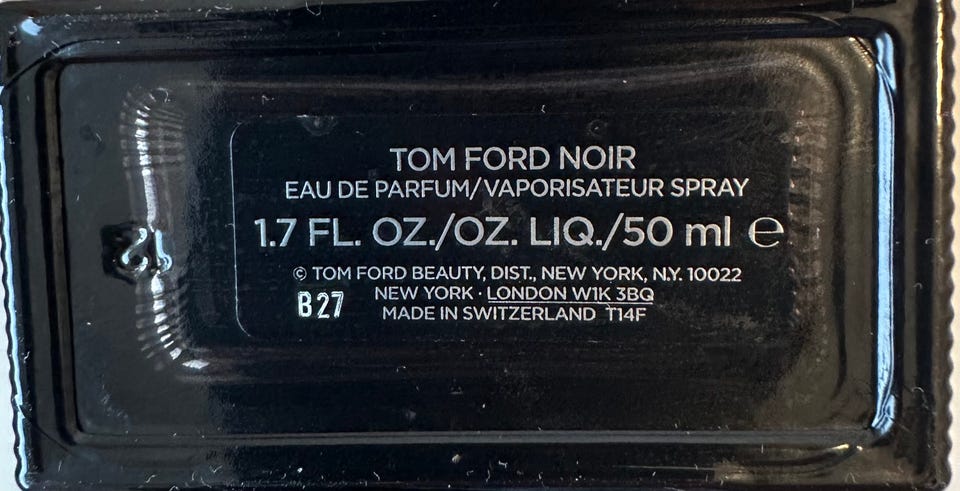 TOM FORD NOIR
EAU DE PARFUM/VAPORISATEUR SPRAY
1.7 FL. OZ./OZ. LIQ./50 ml ℮
© TOM FORD BEAUTY, DIST., NEW YORK, N.Y. 10022
NEW YORK · LONDON W1K 3BQ
B27
MADE IN SWITZERLAND T14F